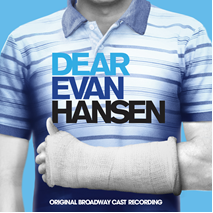 DEAR
EVAN
HANSEN
ORIGINAL BROADWAY CAST RECORDING